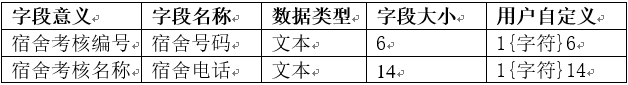 字段意义 字段名称 数据类型 字段大小 用户自定义
宿舍考核编号 宿舍号码 文本 6 1{字符}6
宿舍考核名称 宿舍电话 文本 14 1{字符}14